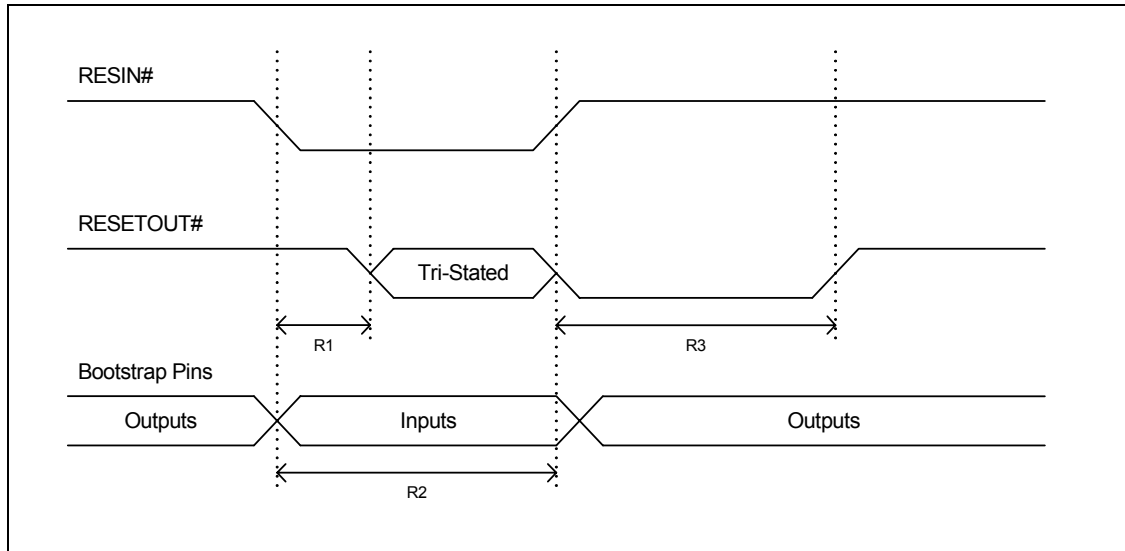 RESIN#
RESETOUT#
Tri-Stated
R1
R3
Bootstrap Pins
Outputs
Inputs
Outputs
R2